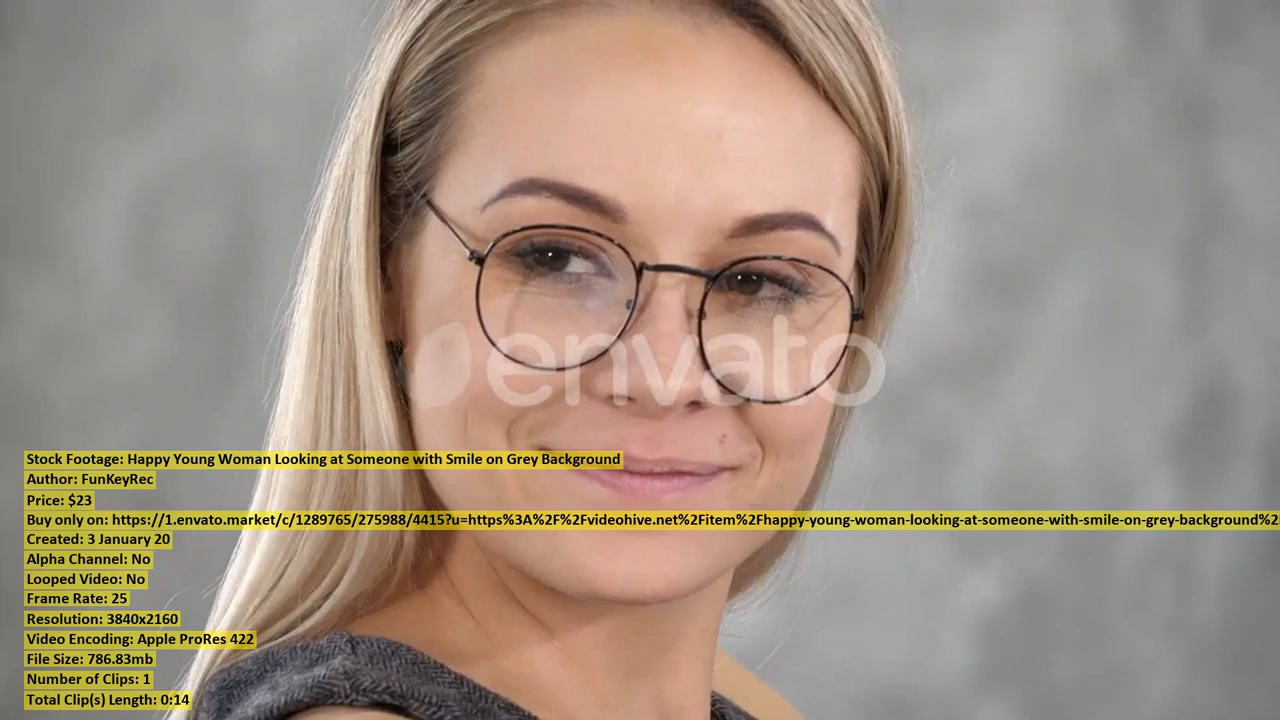 envato
Stock Footage: Happy Young Woman Looking at Someone with Smile on Grey Background
Author: FunKeyRec
Price: $23
Buy only on: https://1.envato.market/c/1289765/275988/4415?u=https%3A%2F%2Fvideohive.net%2Fitem%2Fhappy-young-woman-looking-at-someone-with-smile-on-grey-background%2
Created: 3 January 20
Alpha Channel: No
Looped Video: No
Frame Rate: 25
Resolution: 3840x2160
Video Encoding: Apple ProRes 422
File Size: 786.83mb
Number of Clips: 1
Total Clip(s) Length: 0:14